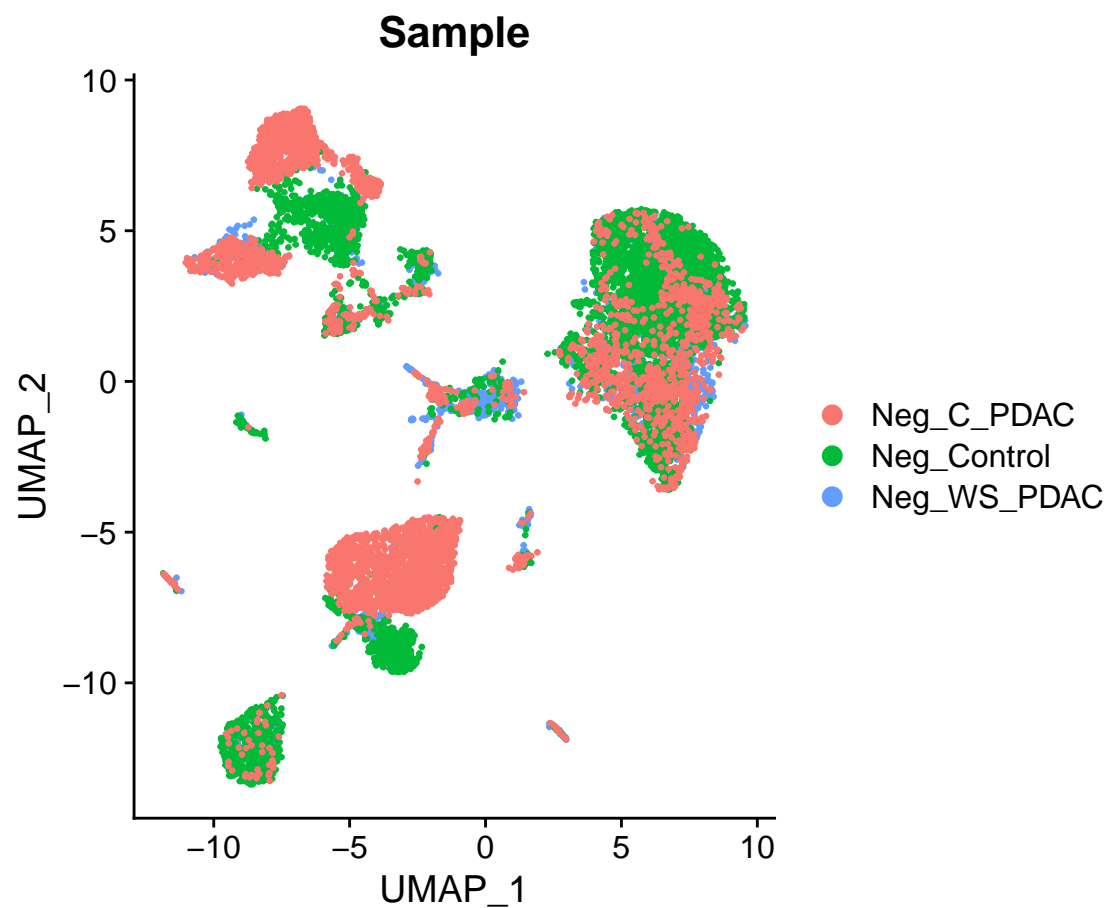 Sample
10
5
0
−5
−10
UMAP_2
−10 −5 0 5 10
UMAP_1
Neg_C_PDAC
Neg_Control
Neg_WS_PDAC